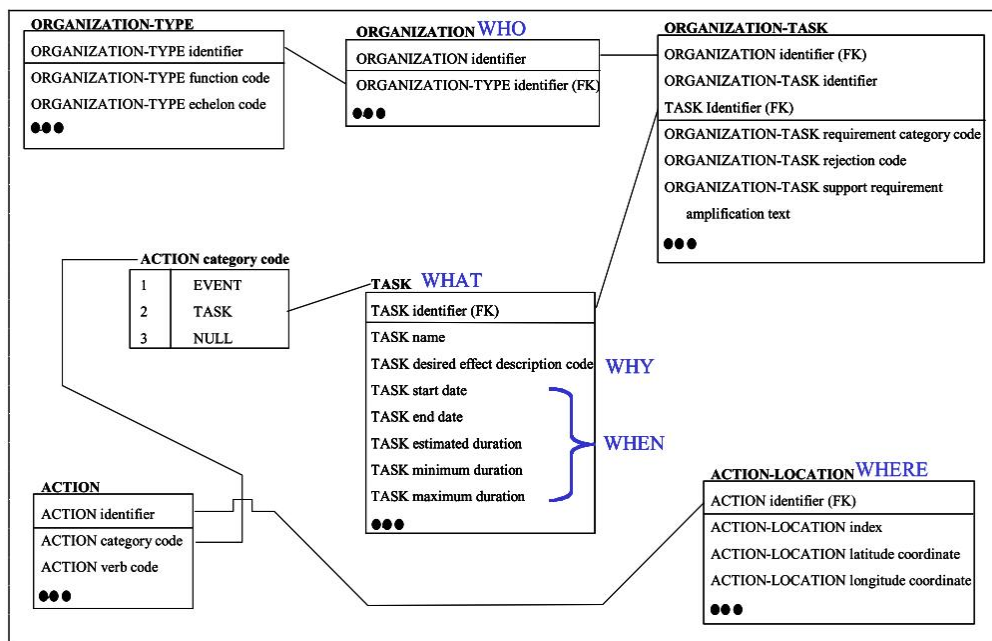 ORGANIZATION-TYPE
ORGANIZATION-TYPE identifier
ORGANIZATION-TYPE function code
ORGANIZATION-TYPE echelon code
ORGANIZATION WHO
ORGANIZATION identifier
ORGANIZATION-TYPE identifier (FK)
ORGANIZATION-TASK
ORGANIZATION identifier (FK)
ORGANIZATION-TASK identifier
TASK Identifier (FK)
ORGANIZATION-TASK requirement category code
ORGANIZATION-TASK rejection code
ORGANIZATION-TASK support requirement
amplification text
ACTION category code
1 EVENT
2 TASK
3 NULL
TASK WHAT
TASK identifier (FK)
TASK name
TASK desired effect description code WHY
TASK start date
TASK end date
TASK estimated duration WHEN
TASK minimum duration
TASK maximum duration
ACTION
ACTION identifier
ACTION category code
ACTION verb code
ACTION-LOCATION WHERE
ACTION identifier (FK)
ACTION-LOCATION index
ACTION-LOCATION latitude coordinate
ACTION-LOCATION longitude coordinate